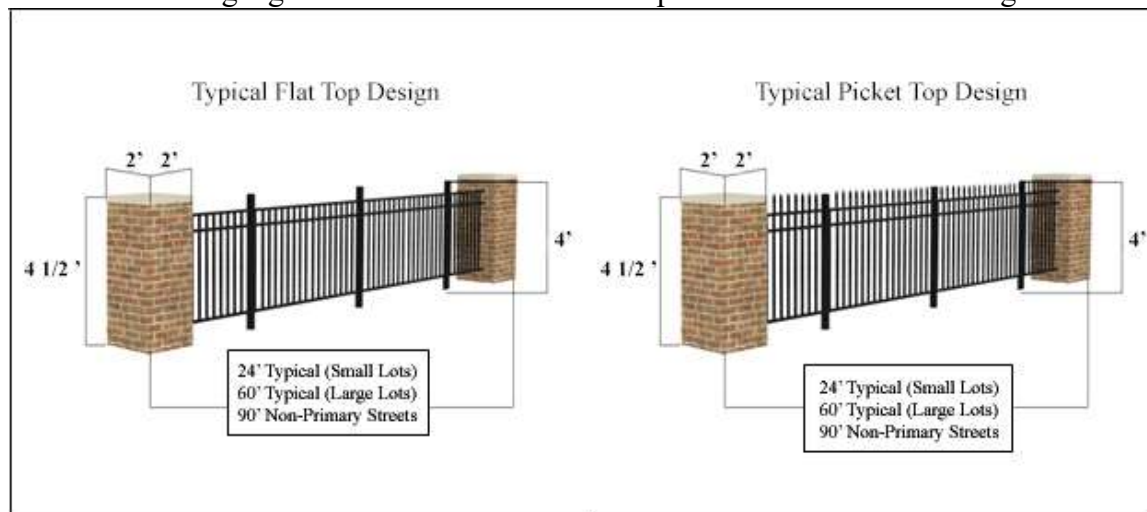 Typical Flat Top Design
2’ 2’
4 1/2 ’
4’
24’ Typical (Small Lots)
60’ Typical (Large Lots)
90’ Non-Primary Streets
Typical Picket Top Design
2’ 2’
4 1/2 ’
4’
24’ Typical (Small Lots)
60’ Typical (Large Lots)
90’ Non-Primary Streets